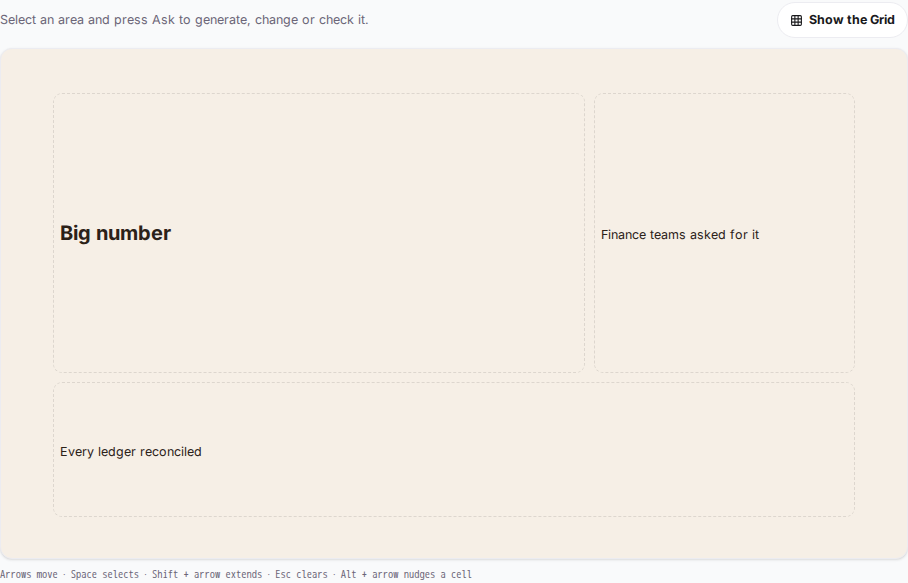 Select an area and press Ask to generate, change or check it.
Show the Grid
Big number
Finance teams asked for it
Every ledger reconciled
Arrows move · Space selects · Shift + arrow extends · Esc clears · Alt + arrow nudges a cell